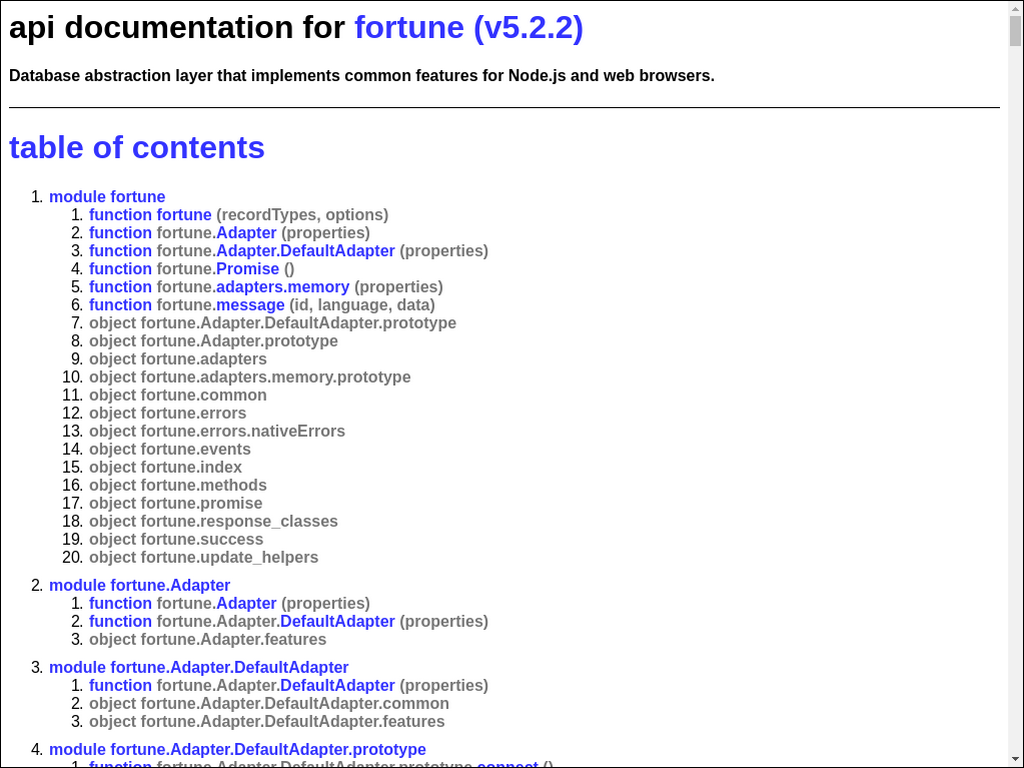 api documentation for fortune (v5.2.2)
Database abstraction layer that implements common features for Node.js and web browsers.
table of contents
1. module fortune
1. function fortune (recordTypes, options)
2. function fortune.Adapter (properties)
3. function fortune.Adapter.DefaultAdapter (properties)
4. function fortune.Promise ()
5. function fortune.adapters.memory (properties)
6. function fortune.message (id, language, data)
7. object fortune.Adapter.DefaultAdapter.prototype
8. object fortune.Adapter.prototype
9. object fortune.adapters
10. object fortune.adapters.memory.prototype
11. object fortune.common
12. object fortune.errors
13. object fortune.errors.nativeErrors
14. object fortune.events
15. object fortune.index
16. object fortune.methods
17. object fortune.promise
18. object fortune.response_classes
19. object fortune.success
20. object fortune.update_helpers
2. module fortune.Adapter
1. function fortune.Adapter (properties)
2. function fortune.Adapter.DefaultAdapter (properties)
3. object fortune.Adapter.features
3. module fortune.Adapter.DefaultAdapter
1. function fortune.Adapter.DefaultAdapter (properties)
2. object fortune.Adapter.DefaultAdapter.common
3. object fortune.Adapter.DefaultAdapter.features
4. module fortune.Adapter.DefaultAdapter.prototype
1. function fortune.Adapter.DefaultAdapter.prototype.connect ()